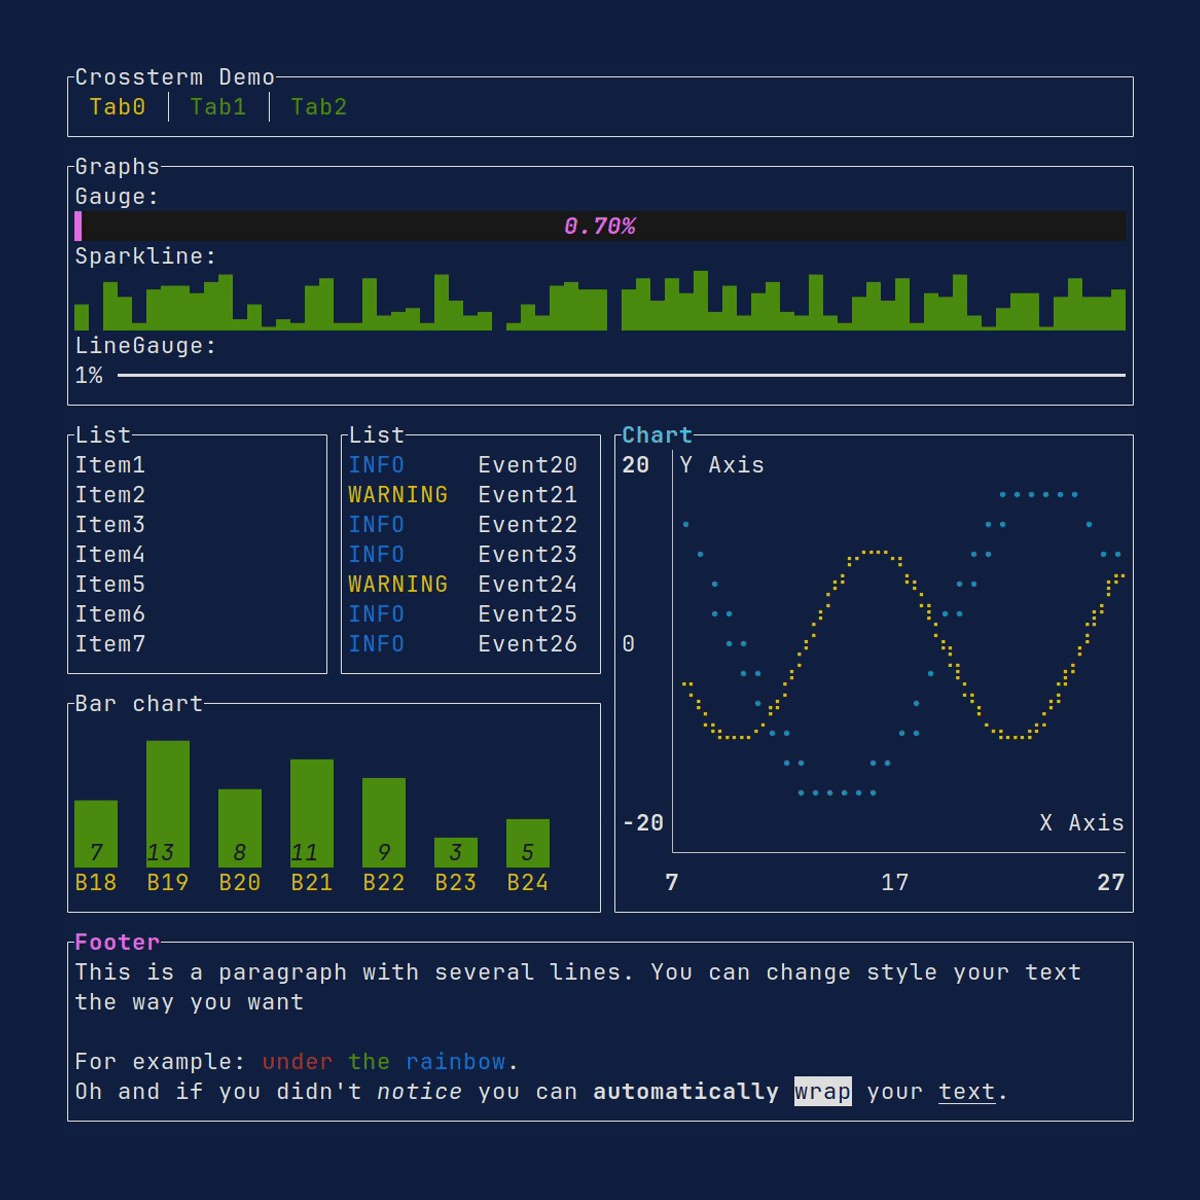 Crossterm Demo
Tab0 │ Tab1 │ Tab2
Graphs
Gauge:
0.70%
Sparkline:
LineGauge:
1%
List
Item1
Item2
Item3
Item4
Item5
Item6
Item7
List
INFO Event20
WARNING Event21
INFO Event22
INFO Event23
WARNING Event24
INFO Event25
INFO Event26
Chart
20 Y Axis
0
-20 X Axis
7 17 27
Bar chart
7 13 8 11 9 3 5
B18 B19 B20 B21 B22 B23 B24
Footer
This is a paragraph with several lines. You can change style your text
the way you want
For example: under the rainbow.
Oh and if you didn't notice you can automatically wrap your text.